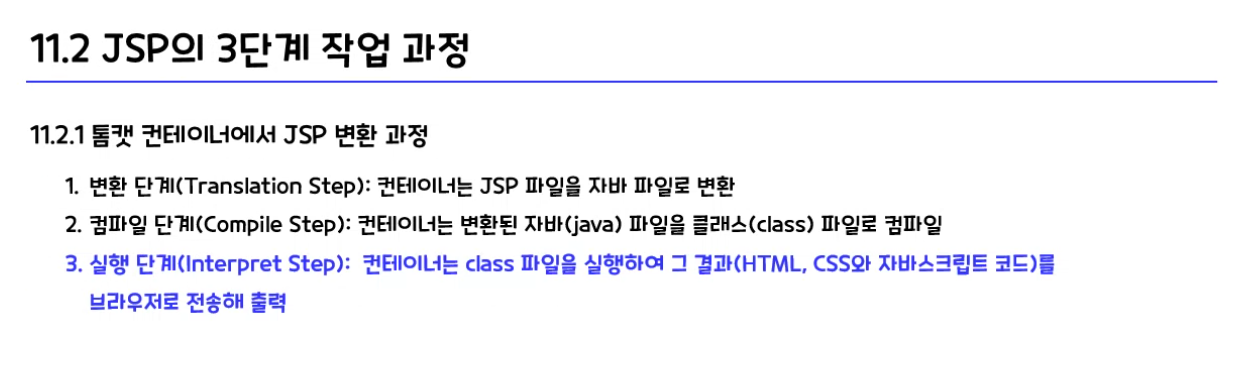 11.2 JSP의 3단계 작업 과정
11.2.1 톰캣 컨테이너에서 JSP 변환 과정
1. 변환 단계(Translation Step): 컨테이너는 JSP 파일을 자바 파일로 변환
2. 컴파일 단계(Compile Step): 컨테이너는 변환된 자바(java) 파일을 클래스(class) 파일로 컴파일
3. 실행 단계(Interpret Step): 컨테이너는 class 파일을 실행하여 그 결과(HTML, CSS와 자바스크립트 코드)를
브라우저로 전송해 출력